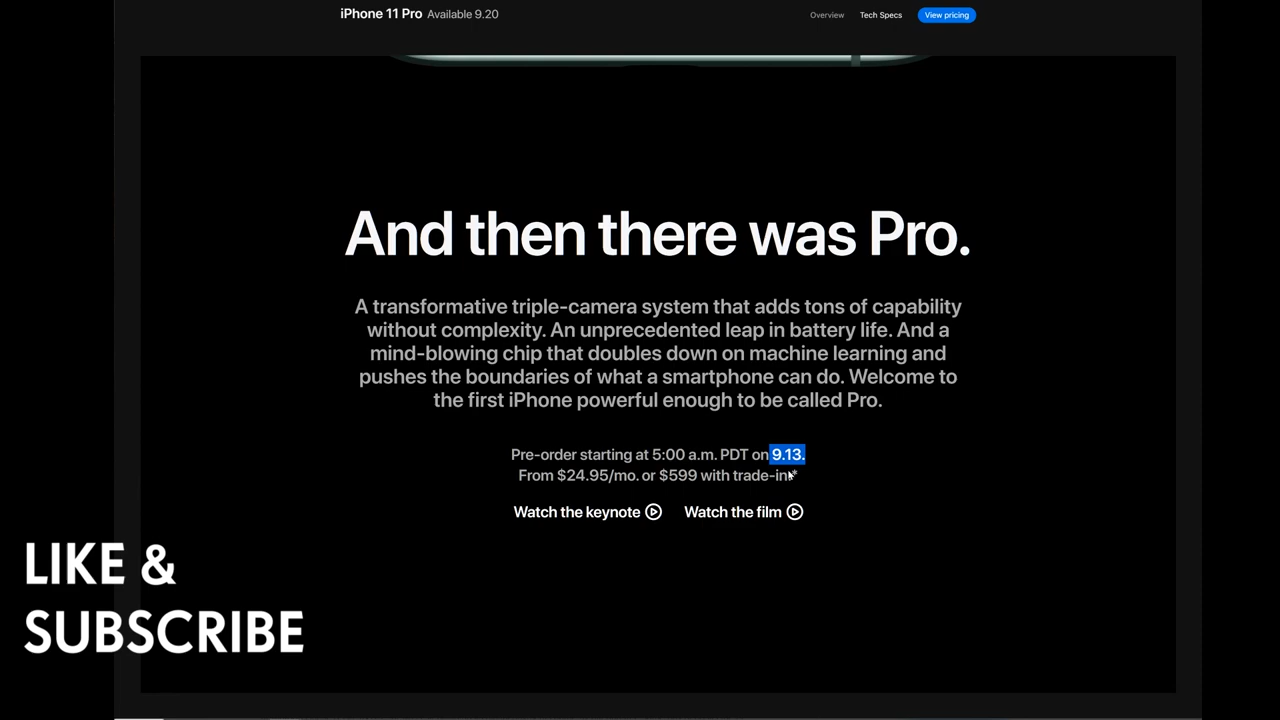 iPhone 11 Pro Available 9.20
Overview Tech Specs View pricing
And then there was Pro.
A transformative triple-camera system that adds tons of capability
without complexity. An unprecedented leap in battery life. And a
mind-blowing chip that doubles down on machine learning and
pushes the boundaries of what a smartphone can do. Welcome to
the first iPhone powerful enough to be called Pro.
Pre-order starting at 5:00 a.m. PDT on 9.13.
From $24.95/mo. or $599 with trade-in.*
Watch the keynote Watch the film
LIKE &
SUBSCRIBE